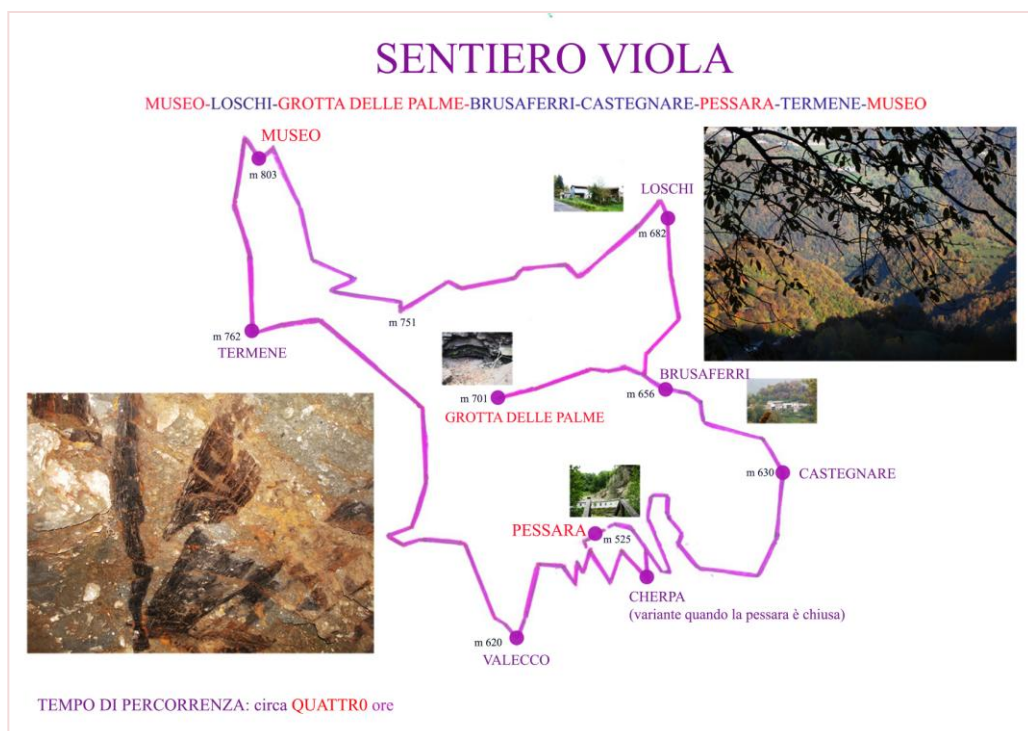 SENTIERO VIOLA
MUSEO-LOSCHI-GROTTA DELLE PALME-BRUSAFERRI-CASTEGNARE-PESSARA-TERMENE-MUSEO
MUSEO
m 803
LOSCHI
m 682
m 751
m 762
TERMENE
BRUSAFERRI
m 656
m 701
GROTTA DELLE PALME
m 630
CASTEGNARE
PESSARA
m 525
CHERPA
(variante quando la pessara è chiusa)
m 620
VALECCO
TEMPO DI PERCORRENZA: circa QUATTR0 ore